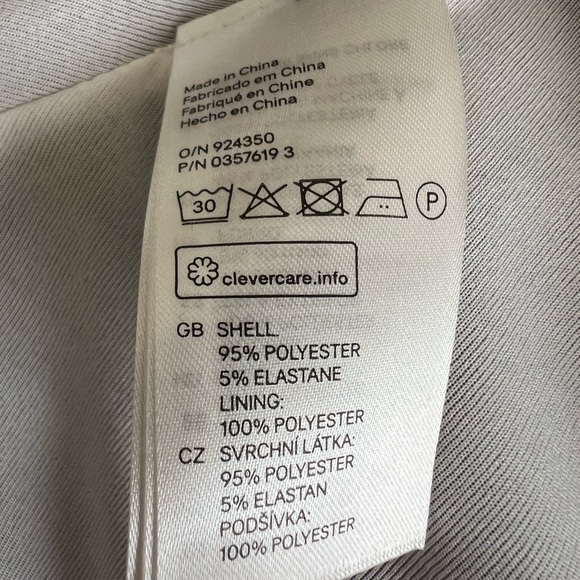 Made in China
Fabricado em China
Fabriqué en Chine
Hecho en China
O/N 924350
P/N 0357619 3
30 P
clevercare.info
GB SHELL:
95% POLYESTER
5% ELASTANE
LINING:
100% POLYESTER
CZ SVRCHNÍ LÁTKA:
95% POLYESTER
5% ELASTAN
PODŠÍVKA:
100% POLYESTER